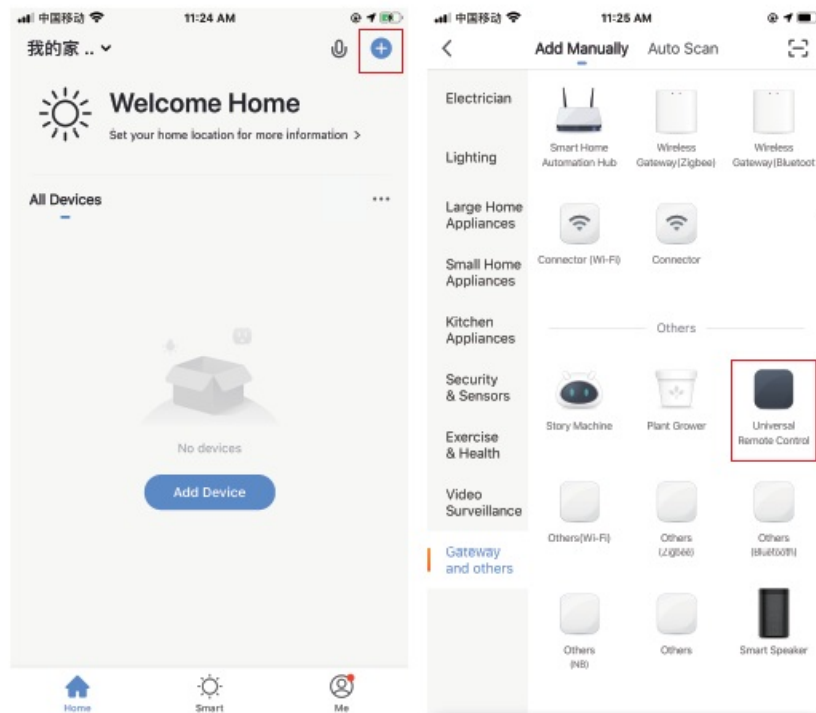 中国移动
11:24 AM
我的家 ..
Welcome Home
Set your home location for more information >
All Devices
No devices
Add Device
Home
Smart
Me
中国移动
11:25 AM
Add Manually
Auto Scan
Electrician
Lighting
Large Home
Appliances
Small Home
Appliances
Kitchen
Appliances
Security
& Sensors
Exercise
& Health
Video
Surveillance
Gateway
and others
Smart Home
Automation Hub
Wireless
Gateway(Zigbee)
Wireless
Gateway(Bluetoot
Connector (Wi-Fi)
Connector
Others
Story Machine
Plant Grower
Universal
Remote Control
Others(Wi-Fi)
Others
(Zigbee)
Others
(Bluetooth)
Others
(NB)
Others
Smart Speaker